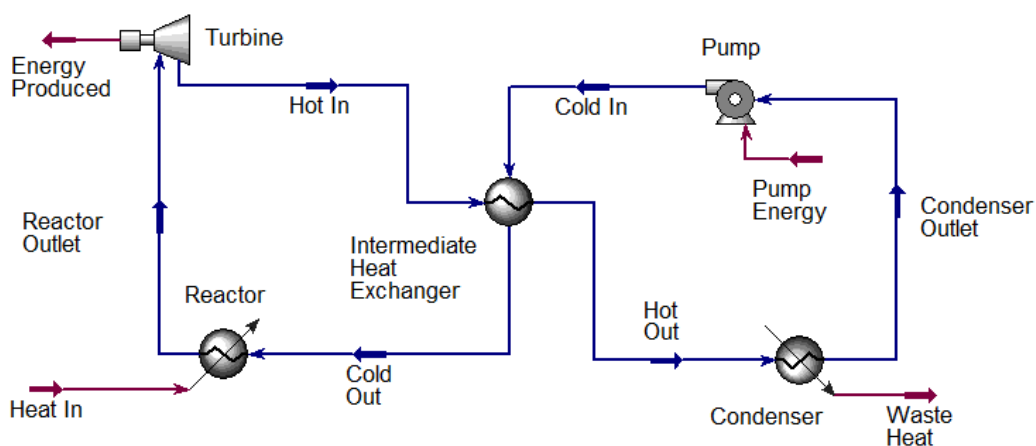 Turbine
Energy
Produced
Hot In
Pump
Cold In
Pump
Energy
Reactor
Outlet
Intermediate
Heat
Exchanger
Condenser
Outlet
Reactor
Hot
Out
Heat In
Cold
Out
Condenser
Waste
Heat